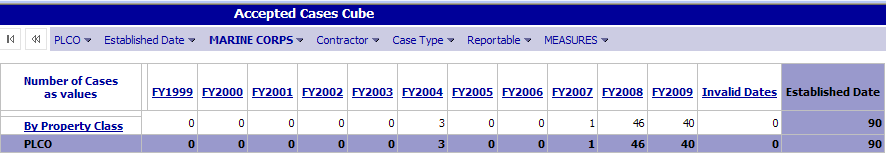 Accepted Cases Cube
PLCO Established Date MARINE CORPS Contractor Case Type Reportable MEASURES
Number of Cases as values FY1999 FY2000 FY2001 FY2002 FY2003 FY2004 FY2005 FY2006 FY2007 FY2008 FY2009 Invalid Dates Established Date
By Property Class 0 0 0 0 0 3 0 0 1 46 40 0 90
PLCO 0 0 0 0 0 3 0 0 1 46 40 0 90